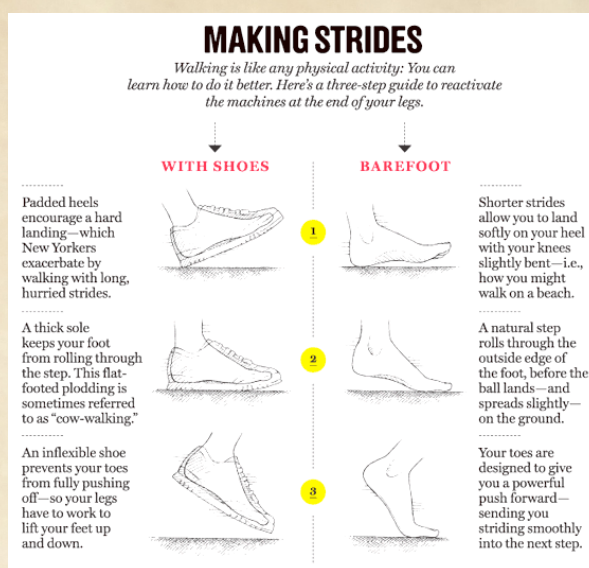 MAKING STRIDES
Walking is like any physical activity: You can
learn how to do it better. Here's a three-step guide to reactivate
the machines at the end of your legs.
WITH SHOES
BAREFOOT
Padded heels
encourage a hard
landing—which
New Yorkers
exacerbate by
walking with long,
hurried strides.
1
Shorter strides
allow you to land
softly on your heel
with your knees
slightly bent—i.e.,
how you might
walk on a beach.
A thick sole
keeps your foot
from rolling through
the step. This flat-
footed plodding is
sometimes referred
to as “cow-walking.”
2
A natural step
rolls through the
outside edge of
the foot, before the
ball lands—and
spreads slightly—
on the ground.
An inflexible shoe
prevents your toes
from fully pushing
off—so your legs
have to work to
lift your feet up
and down.
3
Your toes are
designed to give
you a powerful
push forward—
sending you
striding smoothly
into the next step.